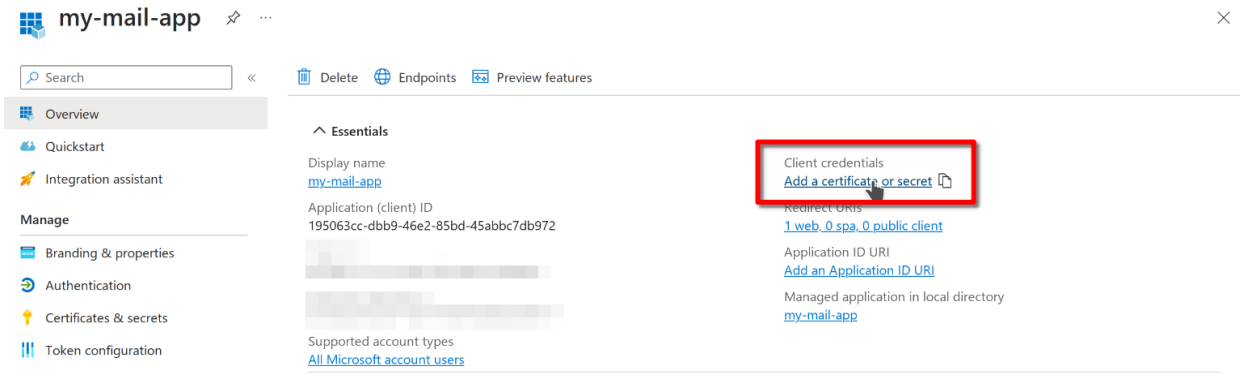 my-mail-app
Search
Overview
Quickstart
Integration assistant
Manage
Branding & properties
Authentication
Certificates & secrets
Token configuration
Delete
Endpoints
Preview features
Essentials
Display name
my-mail-app
Application (client) ID
195063cc-dbb9-46e2-85bd-45abbc7db972
Supported account types
All Microsoft account users
Client credentials
Add a certificate or secret
Redirect URIs
1 web, 0 spa, 0 public client
Application ID URI
Add an Application ID URI
Managed application in local directory
my-mail-app